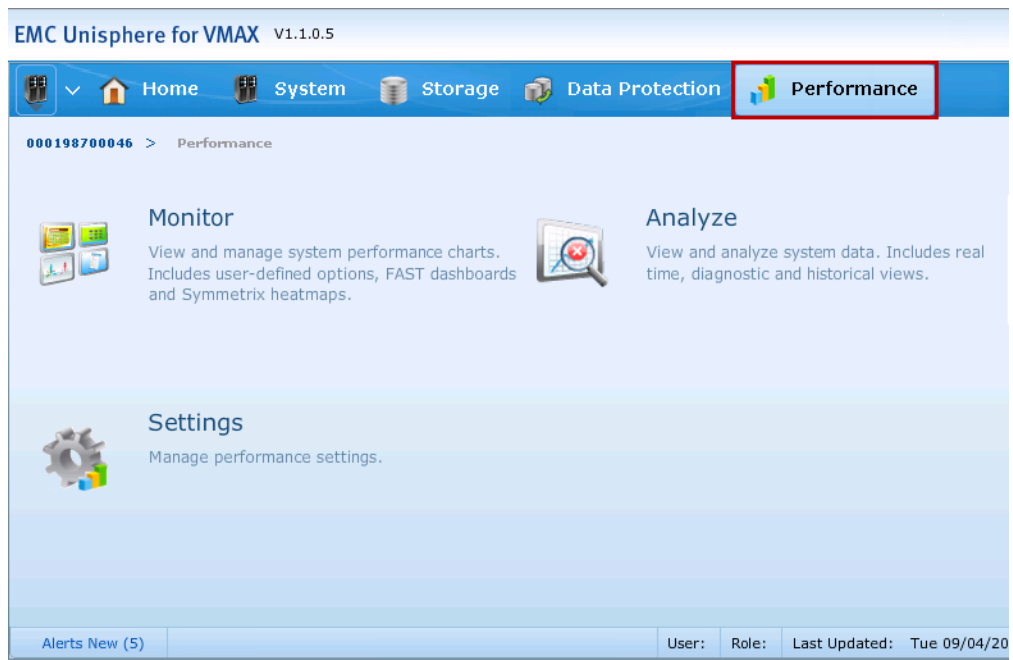 EMC Unisphere for VMAX V1.1.0.5
Home System Storage Data Protection Performance
000198700046 > Performance
Monitor
View and manage system performance charts.
Includes user-defined options, FAST dashboards
and Symmetrix heatmaps.
Analyze
View and analyze system data. Includes real
time, diagnostic and historical views.
Settings
Manage performance settings.
Alerts New (5) User: Role: Last Updated: Tue 09/04/20